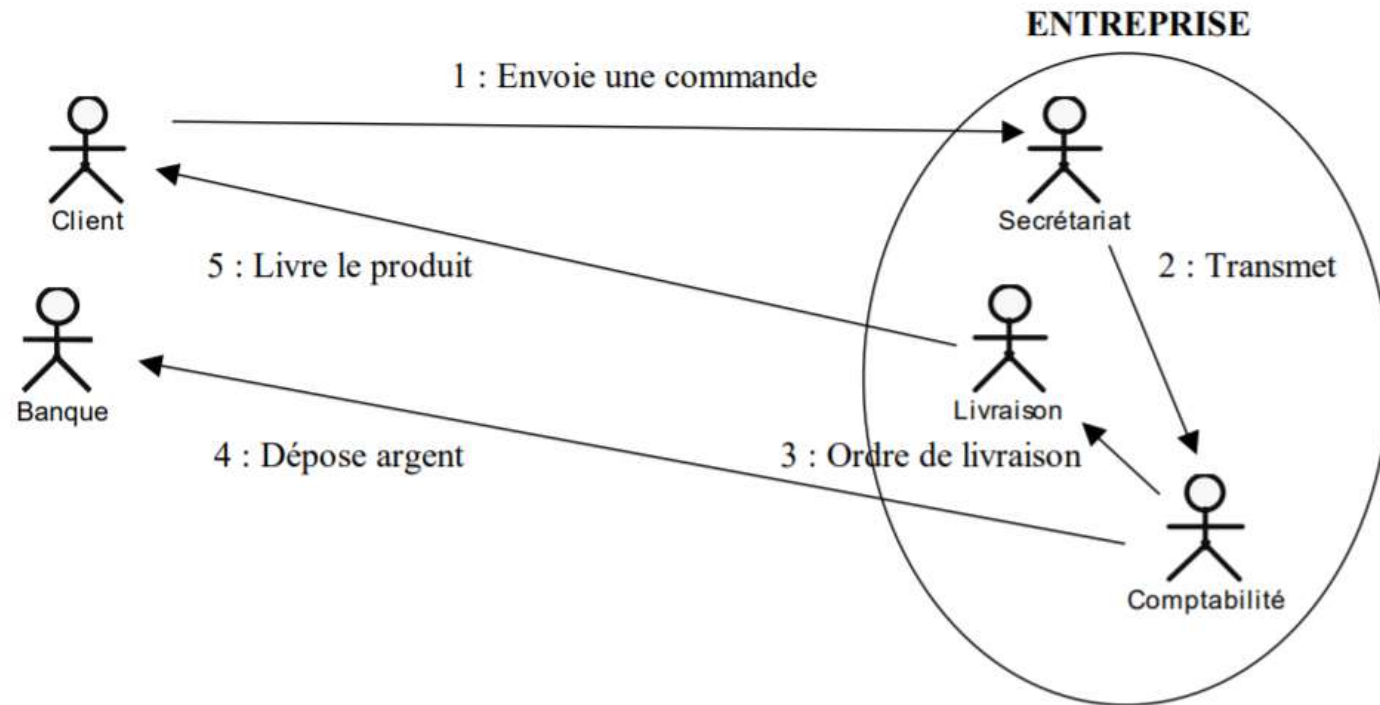 ENTREPRISE
1 : Envoie une commande
Client
Secrétariat
5 : Livre le produit
2 : Transmet
Banque
Livraison
4 : Dépose argent
3 : Ordre de livraison
Comptabilité